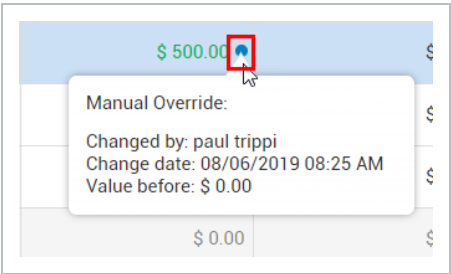 $ 500.00 $
Manual Override:
$
Changed by: paul trippi
Change date: 08/06/2019 08:25 AM
Value before: $ 0.00
$
$ 0.00 $